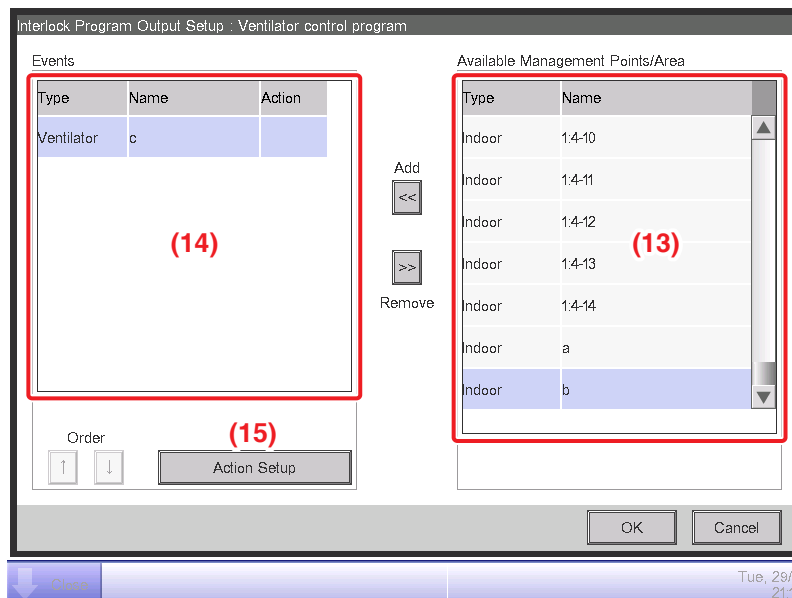 Interlock Program Output Setup : Ventilator control program
Events
Type Name Action
Ventilator c
(14)
Add
<<
>>
Remove
Available Management Points/Area
Type Name
Indoor 1:4-10
Indoor 1:4-11
Indoor 1:4-12
Indoor 1:4-13
Indoor 1:4-14
Indoor a
Indoor b
(13)
Order
(15)
↑ ↓ Action Setup
OK Cancel
Tue, 29/